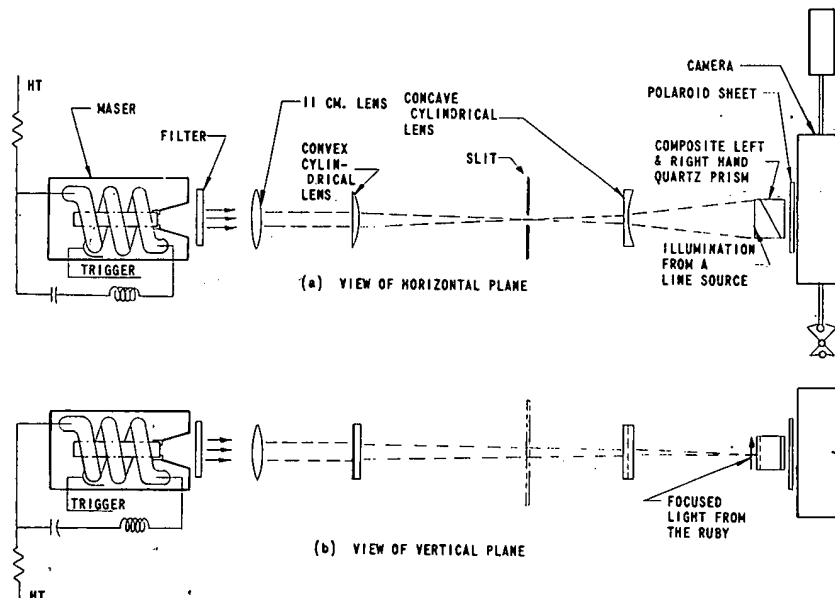 HT
MASER
FILTER
11 CM. LENS
CONVEX
CYLIN-
DRICAL
LENS
CONCAVE
CYLINDRICAL
LENS
SLIT
CAMERA
POLAROID SHEET
COMPOSITE LEFT
& RIGHT HAND
QUARTZ PRISM
ILLUMINATION
FROM A
LINE SOURCE
TRIGGER
(a) VIEW OF HORIZONTAL PLANE
TRIGGER
FOCUSED
LIGHT FROM
THE RUBY
(b) VIEW OF VERTICAL PLANE
HT